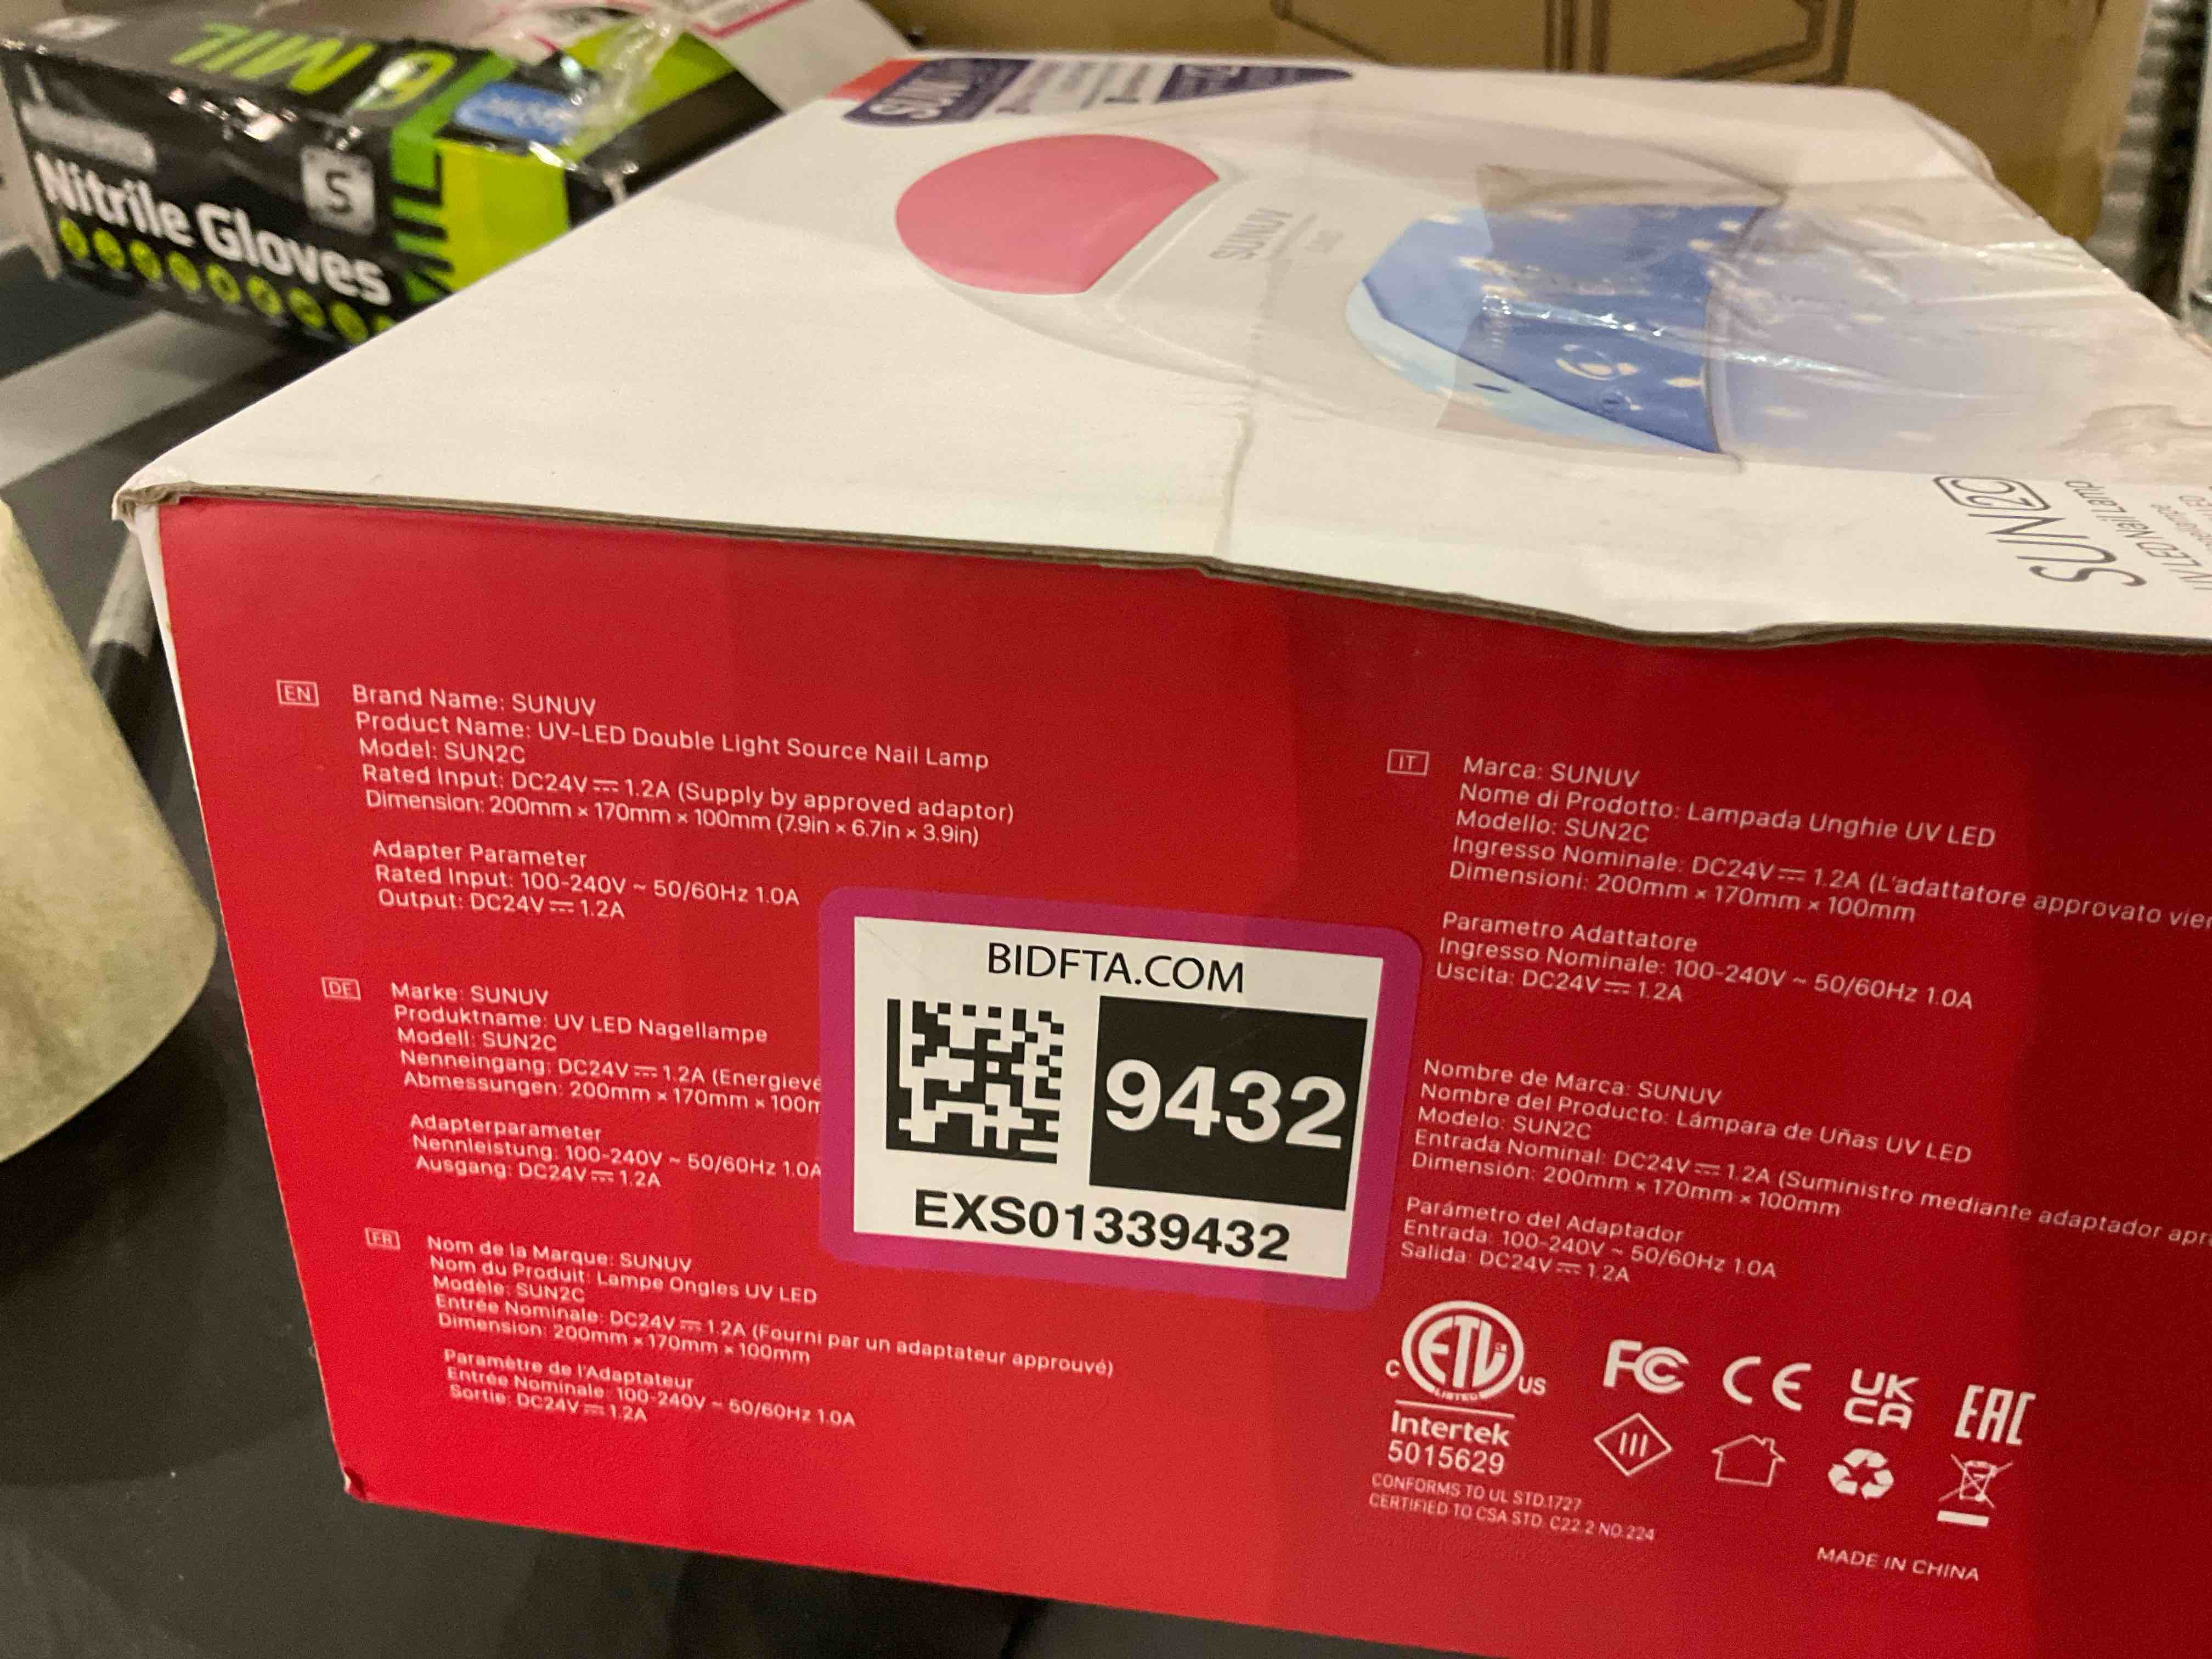 6 MIL
Nitrile Gloves
S
MIL
SUNUV
SUNUV
SUN2C
UV LED Nail Lamp
EN
Brand Name: SUNUV
Product Name: UV-LED Double Light Source Nail Lamp
Model: SUN2C
Rated Input: DC24V⎓1.2A (Supply by approved adaptor)
Dimension: 200mm × 170mm × 100mm (7.9in × 6.7in × 3.9in)
Adapter Parameter
Rated Input: 100-240V ~ 50/60Hz 1.0A
Output: DC24V⎓1.2A
DE
Marke: SUNUV
Produktname: UV LED Nagellampe
Modell: SUN2C
Nenneingang: DC24V⎓1.2A (Energieve
Abmessungen: 200mm × 170mm × 100m
Adapterparameter
Nennleistung: 100-240V ~ 50/60Hz 1.0A
Ausgang: DC24V⎓1.2A
FR
Nom de la Marque: SUNUV
Nom du Produit: Lampe Ongles UV LED
Modèle: SUN2C
Entrée Nominale: DC24V⎓1.2A (Fourni par un adaptateur approuvé)
Dimension: 200mm × 170mm × 100mm
Paramètre de l'Adaptateur
Entrée Nominale: 100-240V ~ 50/60Hz 1.0A
Sortie: DC24V⎓1.2A
BIDFTA.COM
9432
EXS01339432
IT
Marca: SUNUV
Nome di Prodotto: Lampada Unghie UV LED
Modello: SUN2C
Ingresso Nominale: DC24V⎓1.2A (L'adattatore approvato vien
Dimensioni: 200mm × 170mm × 100mm
Parametro Adattatore
Ingresso Nominale: 100-240V ~ 50/60Hz 1.0A
Uscita: DC24V⎓1.2A
Nombre de Marca: SUNUV
Nombre del Producto: Lámpara de Uñas UV LED
Modelo: SUN2C
Entrada Nominal: DC24V⎓1.2A (Suministro mediante adaptador apr
Dimensión: 200mm × 170mm × 100mm
Parámetro del Adaptador
Entrada: 100-240V ~ 50/60Hz 1.0A
Salida: DC24V⎓1.2A
c ETL us
LISTED
Intertek
5015629
CONFORMS TO UL STD.1727
CERTIFIED TO CSA STD. C22.2 NO.224
FC CE UKCA EAC
III
MADE IN CHINA